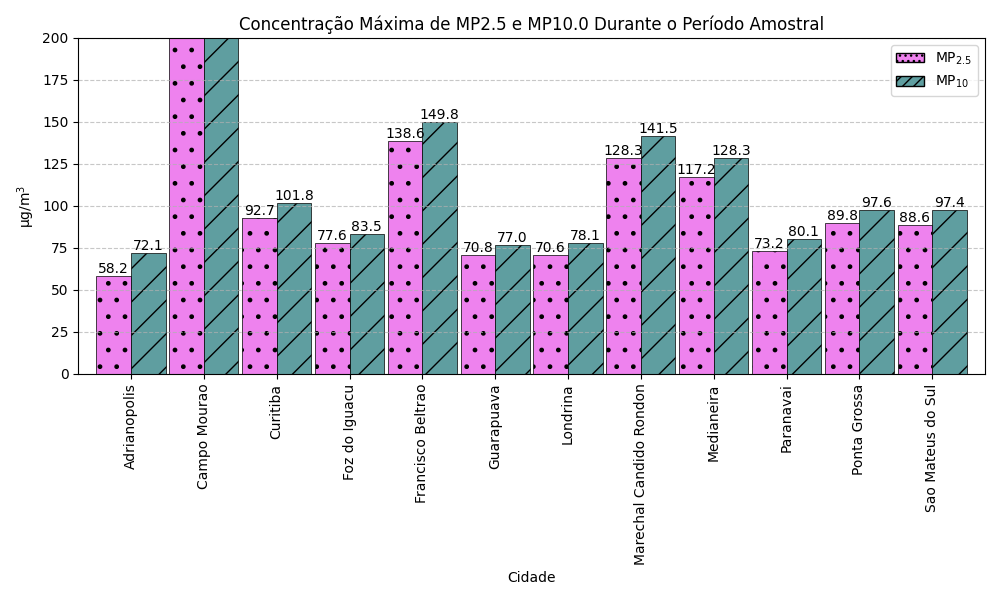 Concentração Máxima de MP2.5 e MP10.0 Durante o Período Amostral
MP2.5
MP10
µg/m³
200
175
150
125
100
75
50
25
0
58.2 72.1
92.7 101.8
77.6 83.5
138.6 149.8
70.8 77.0
70.6 78.1
128.3 141.5
117.2 128.3
73.2 80.1
89.8 97.6
88.6 97.4
Adrianopolis
Campo Mourao
Curitiba
Foz do Iguacu
Francisco Beltrao
Guarapuava
Londrina
Marechal Candido Rondon
Medianeira
Paranavai
Ponta Grossa
Sao Mateus do Sul
Cidade